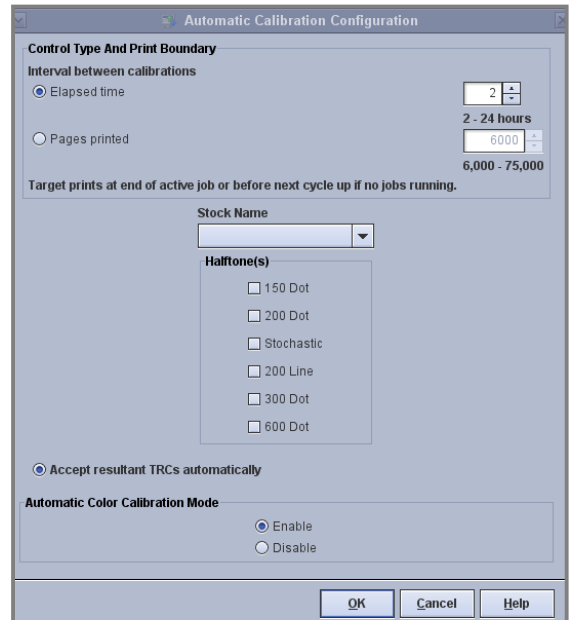 Automatic Calibration Configuration
Control Type And Print Boundary
Interval between calibrations
Elapsed time
2
2 - 24 hours
Pages printed
6000
6,000 - 75,000
Target prints at end of active job or before next cycle up if no jobs running.
Stock Name
Halftone(s)
150 Dot
200 Dot
Stochastic
200 Line
300 Dot
600 Dot
Accept resultant TRCs automatically
Automatic Color Calibration Mode
Enable
Disable
OK Cancel Help